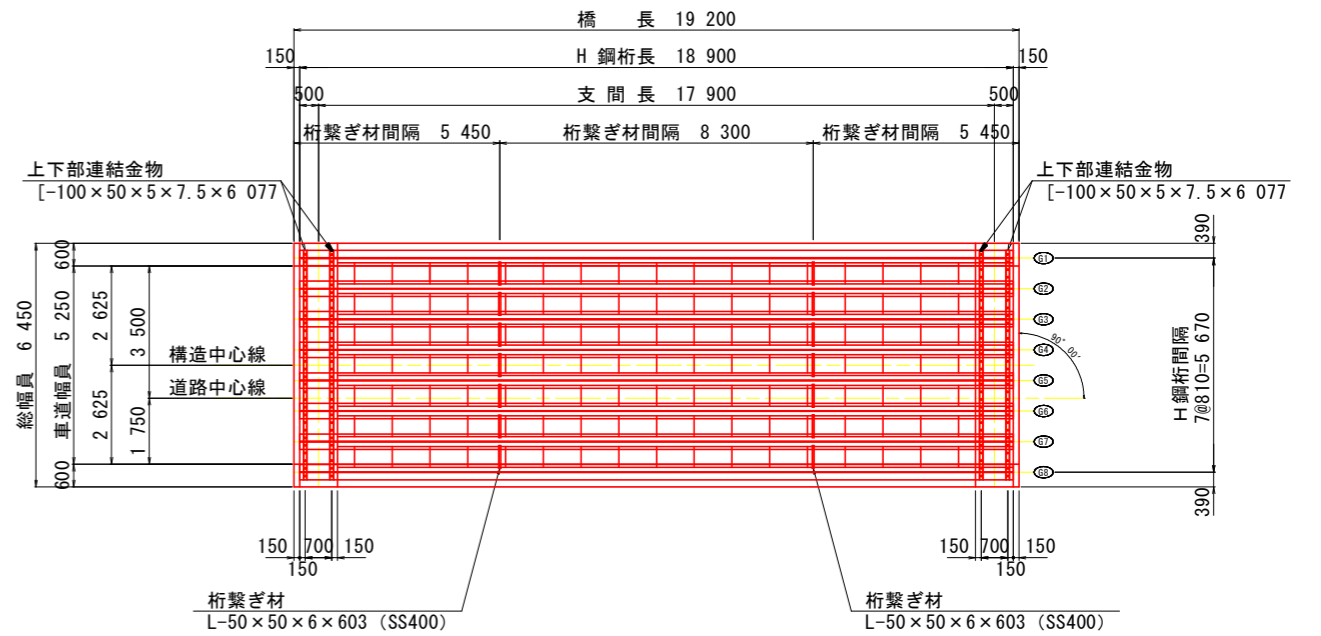 橋 長 19 200
150
H 鋼桁長 18 900
150
500
支 間 長 17 900
500
桁繋ぎ材間隔 5 450
桁繋ぎ材間隔 8 300
桁繋ぎ材間隔 5 450
上下部連結金物
[-100×50×5×7.5×6 077
上下部連結金物
[-100×50×5×7.5×6 077
総幅員 6 450
600
車道幅員 5 250
600
2 625
2 625
3 500
1 750
構造中心線
道路中心線
G1
G2
G3
G4
G5
G6
G7
G8
90°00'
390
H鋼桁間隔
7@810=5 670
390
150
700
150
150
150
700
150
150
桁繋ぎ材
L-50×50×6×603 (SS400)
桁繋ぎ材
L-50×50×6×603 (SS400)